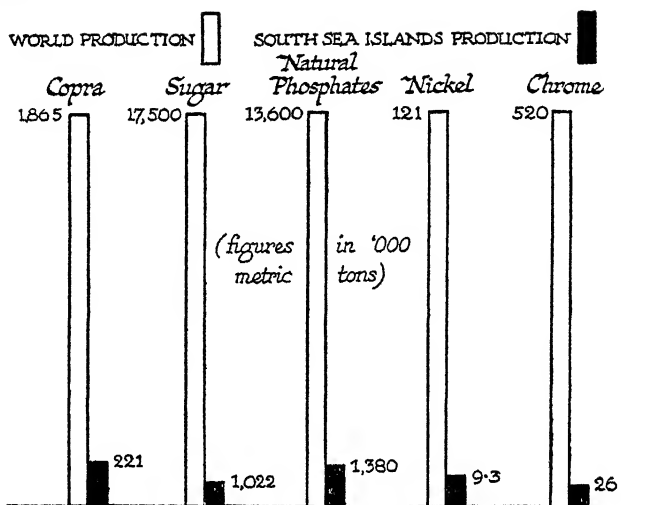 WORLD PRODUCTION
SOUTH SEA ISLANDS PRODUCTION
Copra
Sugar
Natural
Phosphates
Nickel
Chrome
1,865
17,500
13,600
121
520
(figures in '000
metric tons)
221
1,022
1,380
9·3
26